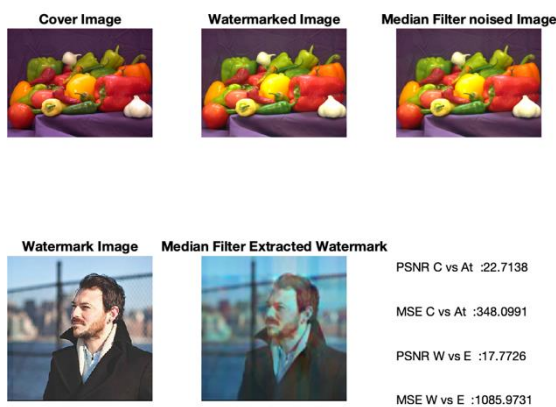 Cover Image
Watermarked Image
Median Filter noised Image
Watermark Image
Median Filter Extracted Watermark
PSNR C vs At :22.7138
MSE C vs At :348.0991
PSNR W vs E :17.7726
MSE W vs E :1085.9731